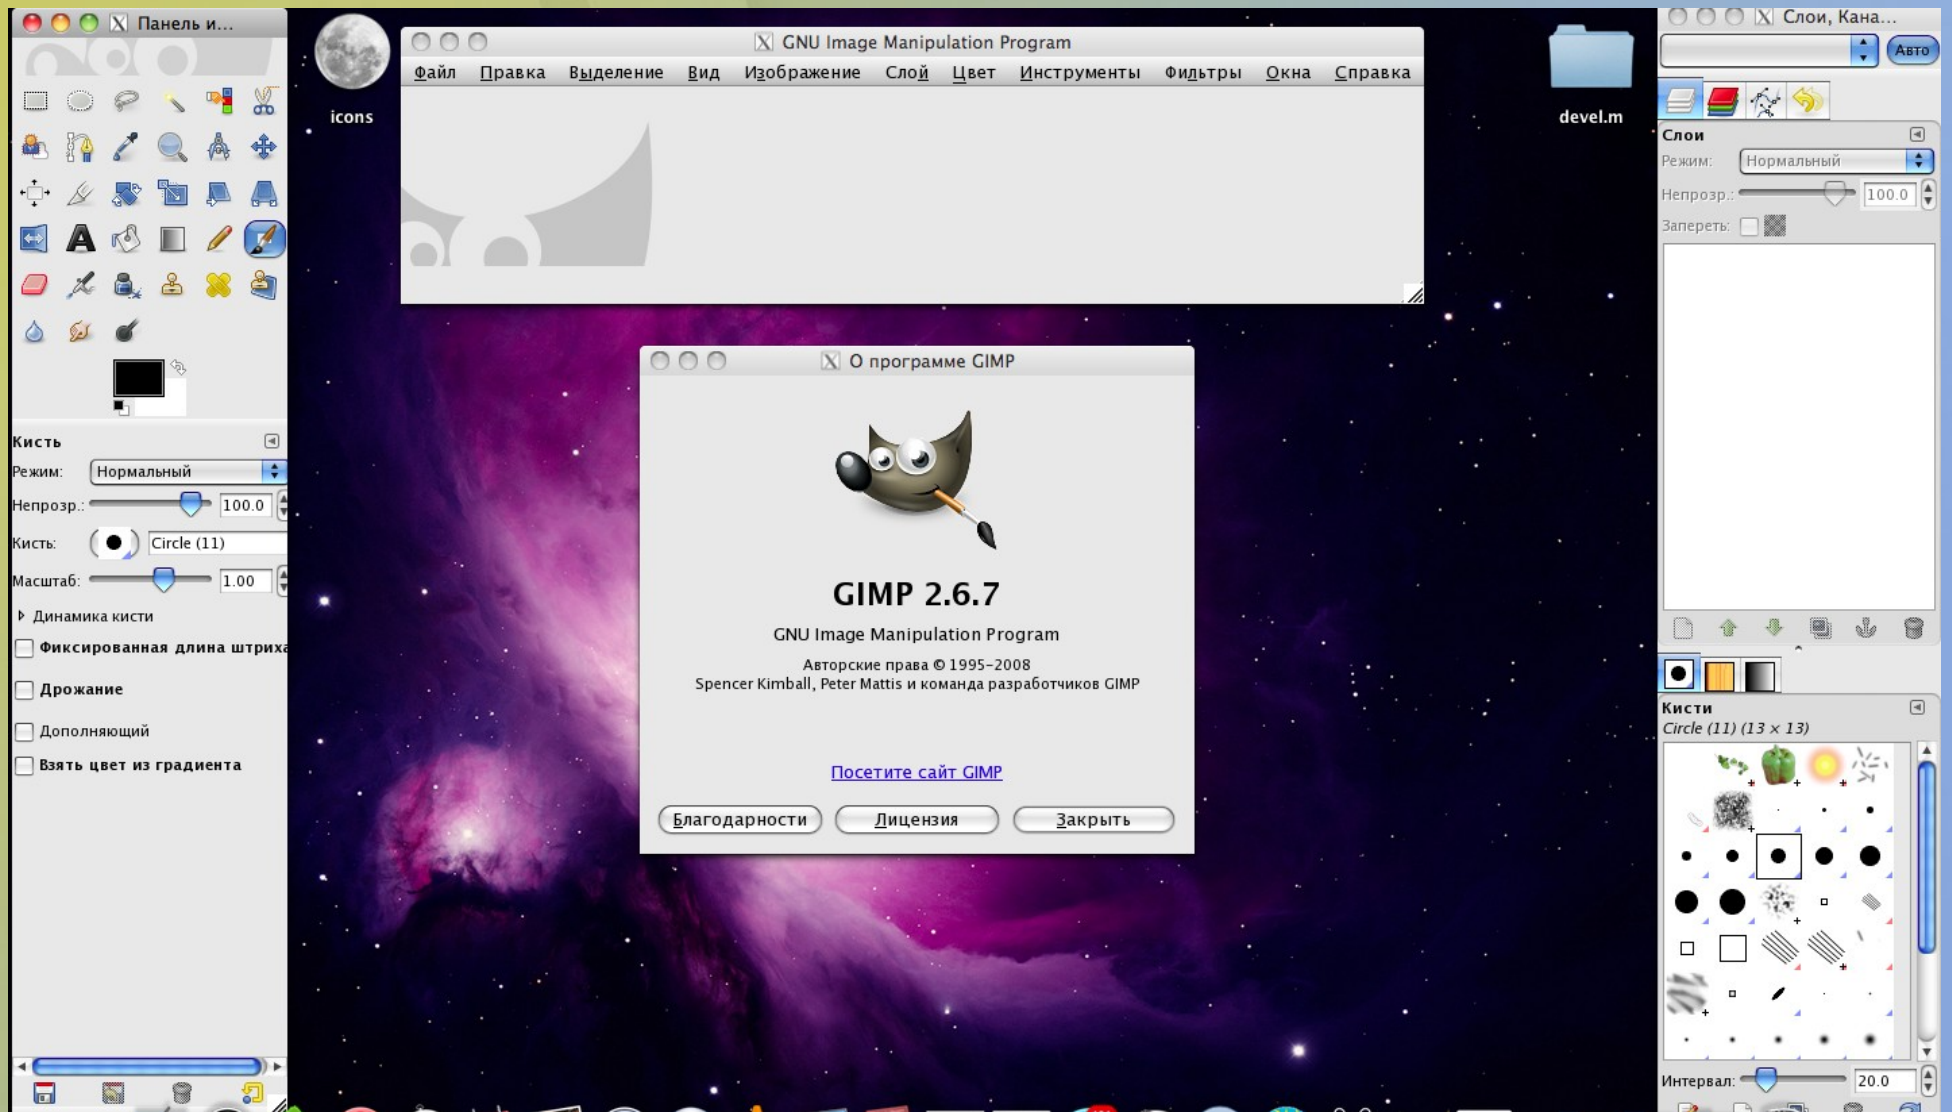 Панель и...
Кисть
Режим:
Нормальный
Непрозр.:
100.0
Кисть:
Circle (11)
Масштаб:
1.00
Динамика кисти
Фиксированная длина штриха
Дрожание
Дополняющий
Взять цвет из градиента
icons
GNU Image Manipulation Program
Файл Правка Выделение Вид Изображение Слой Цвет Инструменты Фильтры Окна Справка
devel.m
О программе GIMP
GIMP 2.6.7
GNU Image Manipulation Program
Авторские права © 1995-2008
Spencer Kimball, Peter Mattis и команда разработчиков GIMP
Посетите сайт GIMP
Благодарности Лицензия Закрыть
Слои, Кана...
Авто
Слои
Режим: Нормальный
Непрозр.: 100.0
Запереть:
Кисти
Circle (11) (13 × 13)
Интервал: 20.0